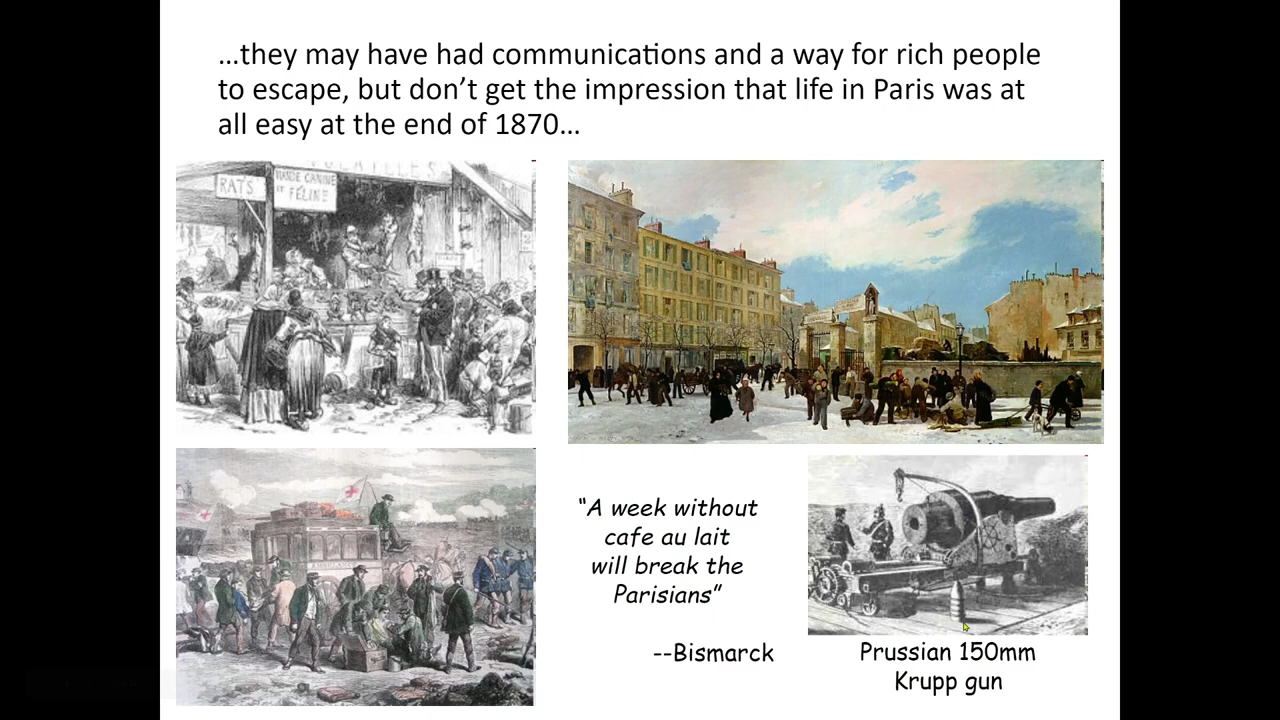 …they may have had communications and a way for rich people
to escape, but don’t get the impression that life in Paris was at
all easy at the end of 1870…
VOLAILLES
RATS
VIANDE CANINE
ET FÉLINE
AMBULANCE
“A week without
cafe au lait
will break the
Parisians”
--Bismarck
Prussian 150mm
Krupp gun